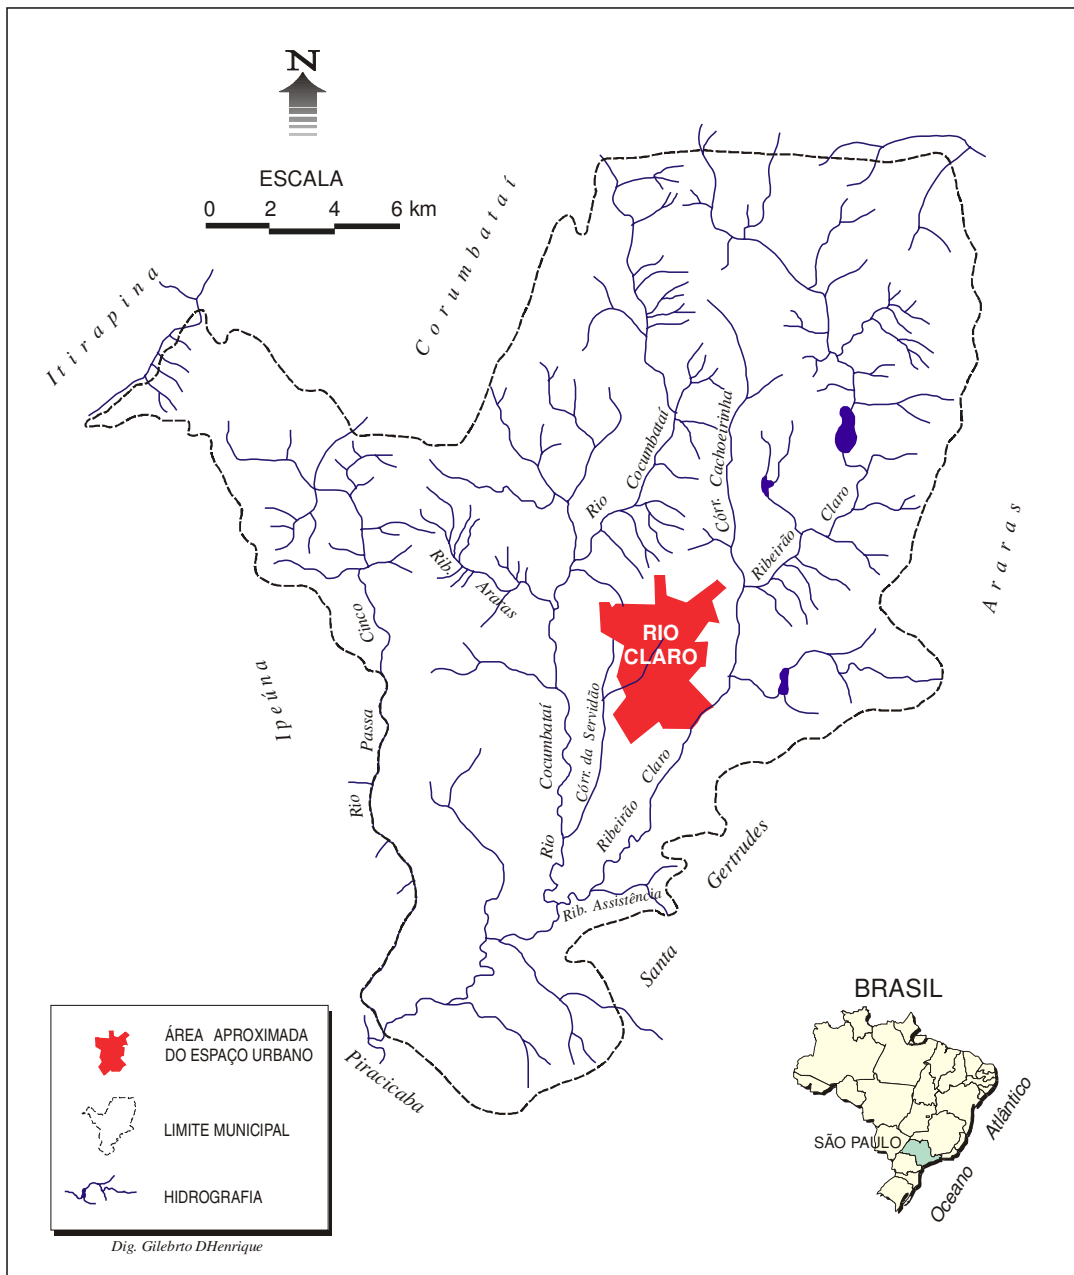 N
ESCALA
0 2 4 6 km
Itirapina
Corumbataí
Araras
Ipeúna
Piracicaba
Santa
Gertrudes
Rio
Cocumbataí
Córr. Cachoeirinha
Ribeirão
Claro
Rib.
Araras
Cinco
Passa
Rio
RIO
CLARO
Cocumbataí
Rio
Córr. da Servidão
Claro
Ribeirão
Rib. Assistência
ÁREA APROXIMADA
DO ESPAÇO URBANO
LIMITE MUNICIPAL
HIDROGRAFIA
Dig. Gilebrto DHenrique
BRASIL
SÃO PAULO
Atlântico
Oceano